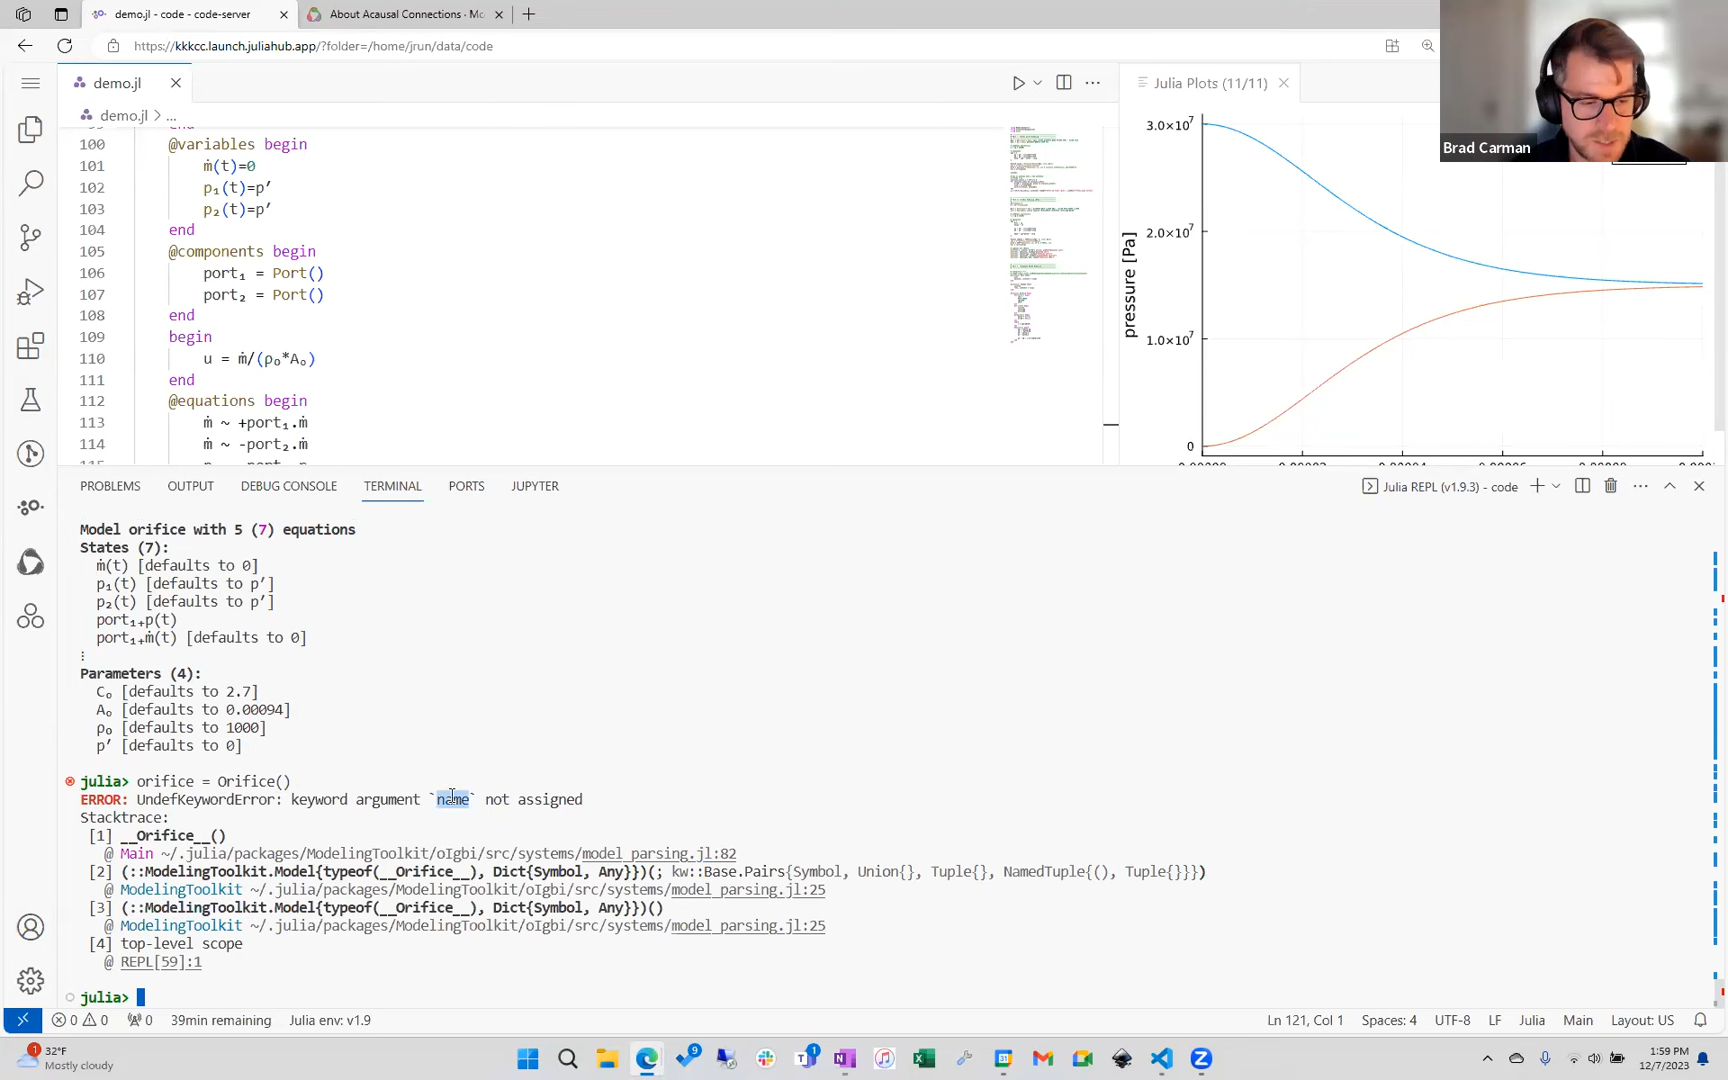 demo.jl - code - code-server
About Acausal Connections - Mo
https://kkkcc.launch.juliahub.app/?folder=/home/jrun/data/code
demo.jl
Julia Plots (11/11)
demo.jl > ...
Brad Carman
100 @variables begin
101 ṁ(t)=0
102 p₁(t)=p′
103 p₂(t)=p′
104 end
105 @components begin
106 port₁ = Port()
107 port₂ = Port()
108 end
109 begin
110 u = ṁ/(ρₒ*Aₒ)
111 end
112 @equations begin
113 ṁ ~ +port₁.ṁ
114 ṁ ~ -port₂.ṁ
pressure [Pa]
3.0×10⁷
2.0×10⁷
1.0×10⁷
0
PROBLEMS OUTPUT DEBUG CONSOLE TERMINAL PORTS JUPYTER
Julia REPL (v1.9.3) - code
Model orifice with 5 (7) equations
States (7):
ṁ(t) [defaults to 0]
p₁(t) [defaults to p′]
p₂(t) [defaults to p′]
port₁₊p(t)
port₁₊ṁ(t) [defaults to 0]
⋮
Parameters (4):
Cₒ [defaults to 2.7]
Aₒ [defaults to 0.00094]
ρₒ [defaults to 1000]
p′ [defaults to 0]
julia> orifice = Orifice()
ERROR: UndefKeywordError: keyword argument `name` not assigned
Stacktrace:
[1] __Orifice__()
@ Main ~/.julia/packages/ModelingToolkit/oIgbi/src/systems/model_parsing.jl:82
[2] (::ModelingToolkit.Model{typeof(__Orifice__), Dict{Symbol, Any}})(; kw::Base.Pairs{Symbol, Union{}, Tuple{}, NamedTuple{(), Tuple{}}})
@ ModelingToolkit ~/.julia/packages/ModelingToolkit/oIgbi/src/systems/model_parsing.jl:25
[3] (::ModelingToolkit.Model{typeof(__Orifice__), Dict{Symbol, Any}})()
@ ModelingToolkit ~/.julia/packages/ModelingToolkit/oIgbi/src/systems/model_parsing.jl:25
[4] top-level scope
@ REPL[59]:1
julia>
0 0 0 39min remaining Julia env: v1.9
Ln 121, Col 1 Spaces: 4 UTF-8 LF Julia Main Layout: US
1 32°F
Mostly cloudy
9
1
1:59 PM
12/7/2023